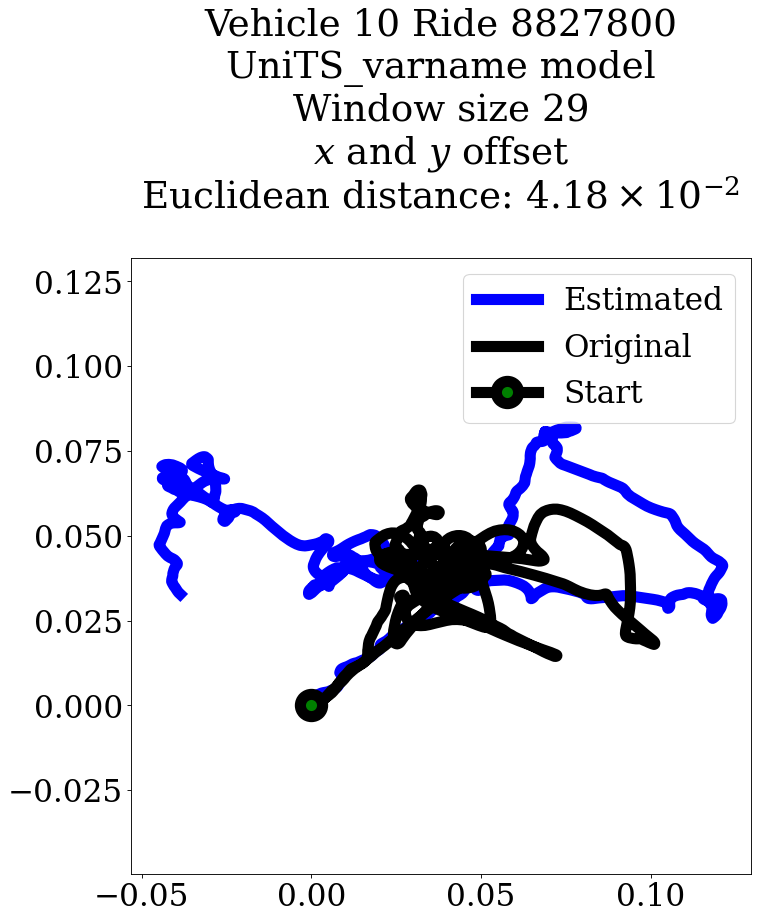 Vehicle 10 Ride 8827800
UniTS_varname model
Window size 29
x and y offset
Euclidean distance: 4.18 × 10⁻²
Estimated
Original
Start
0.125
0.100
0.075
0.050
0.025
0.000
−0.025
−0.05 0.00 0.05 0.10